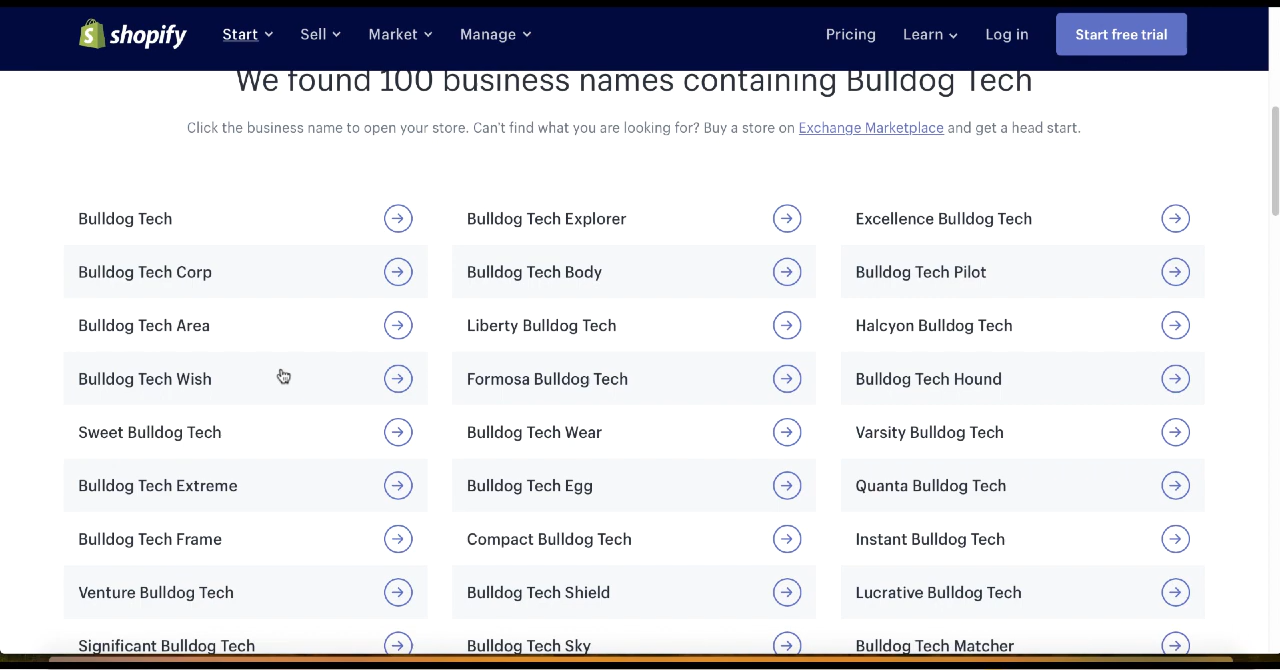 shopify Start Sell Market Manage Pricing Learn Log in Start free trial
We found 100 business names containing Bulldog Tech
Click the business name to open your store. Can't find what you are looking for? Buy a store on Exchange Marketplace and get a head start.
Bulldog Tech Bulldog Tech Explorer Excellence Bulldog Tech
Bulldog Tech Corp Bulldog Tech Body Bulldog Tech Pilot
Bulldog Tech Area Liberty Bulldog Tech Halcyon Bulldog Tech
Bulldog Tech Wish Formosa Bulldog Tech Bulldog Tech Hound
Sweet Bulldog Tech Bulldog Tech Wear Varsity Bulldog Tech
Bulldog Tech Extreme Bulldog Tech Egg Quanta Bulldog Tech
Bulldog Tech Frame Compact Bulldog Tech Instant Bulldog Tech
Venture Bulldog Tech Bulldog Tech Shield Lucrative Bulldog Tech
Significant Bulldog Tech Bulldog Tech Sky Bulldog Tech Matcher